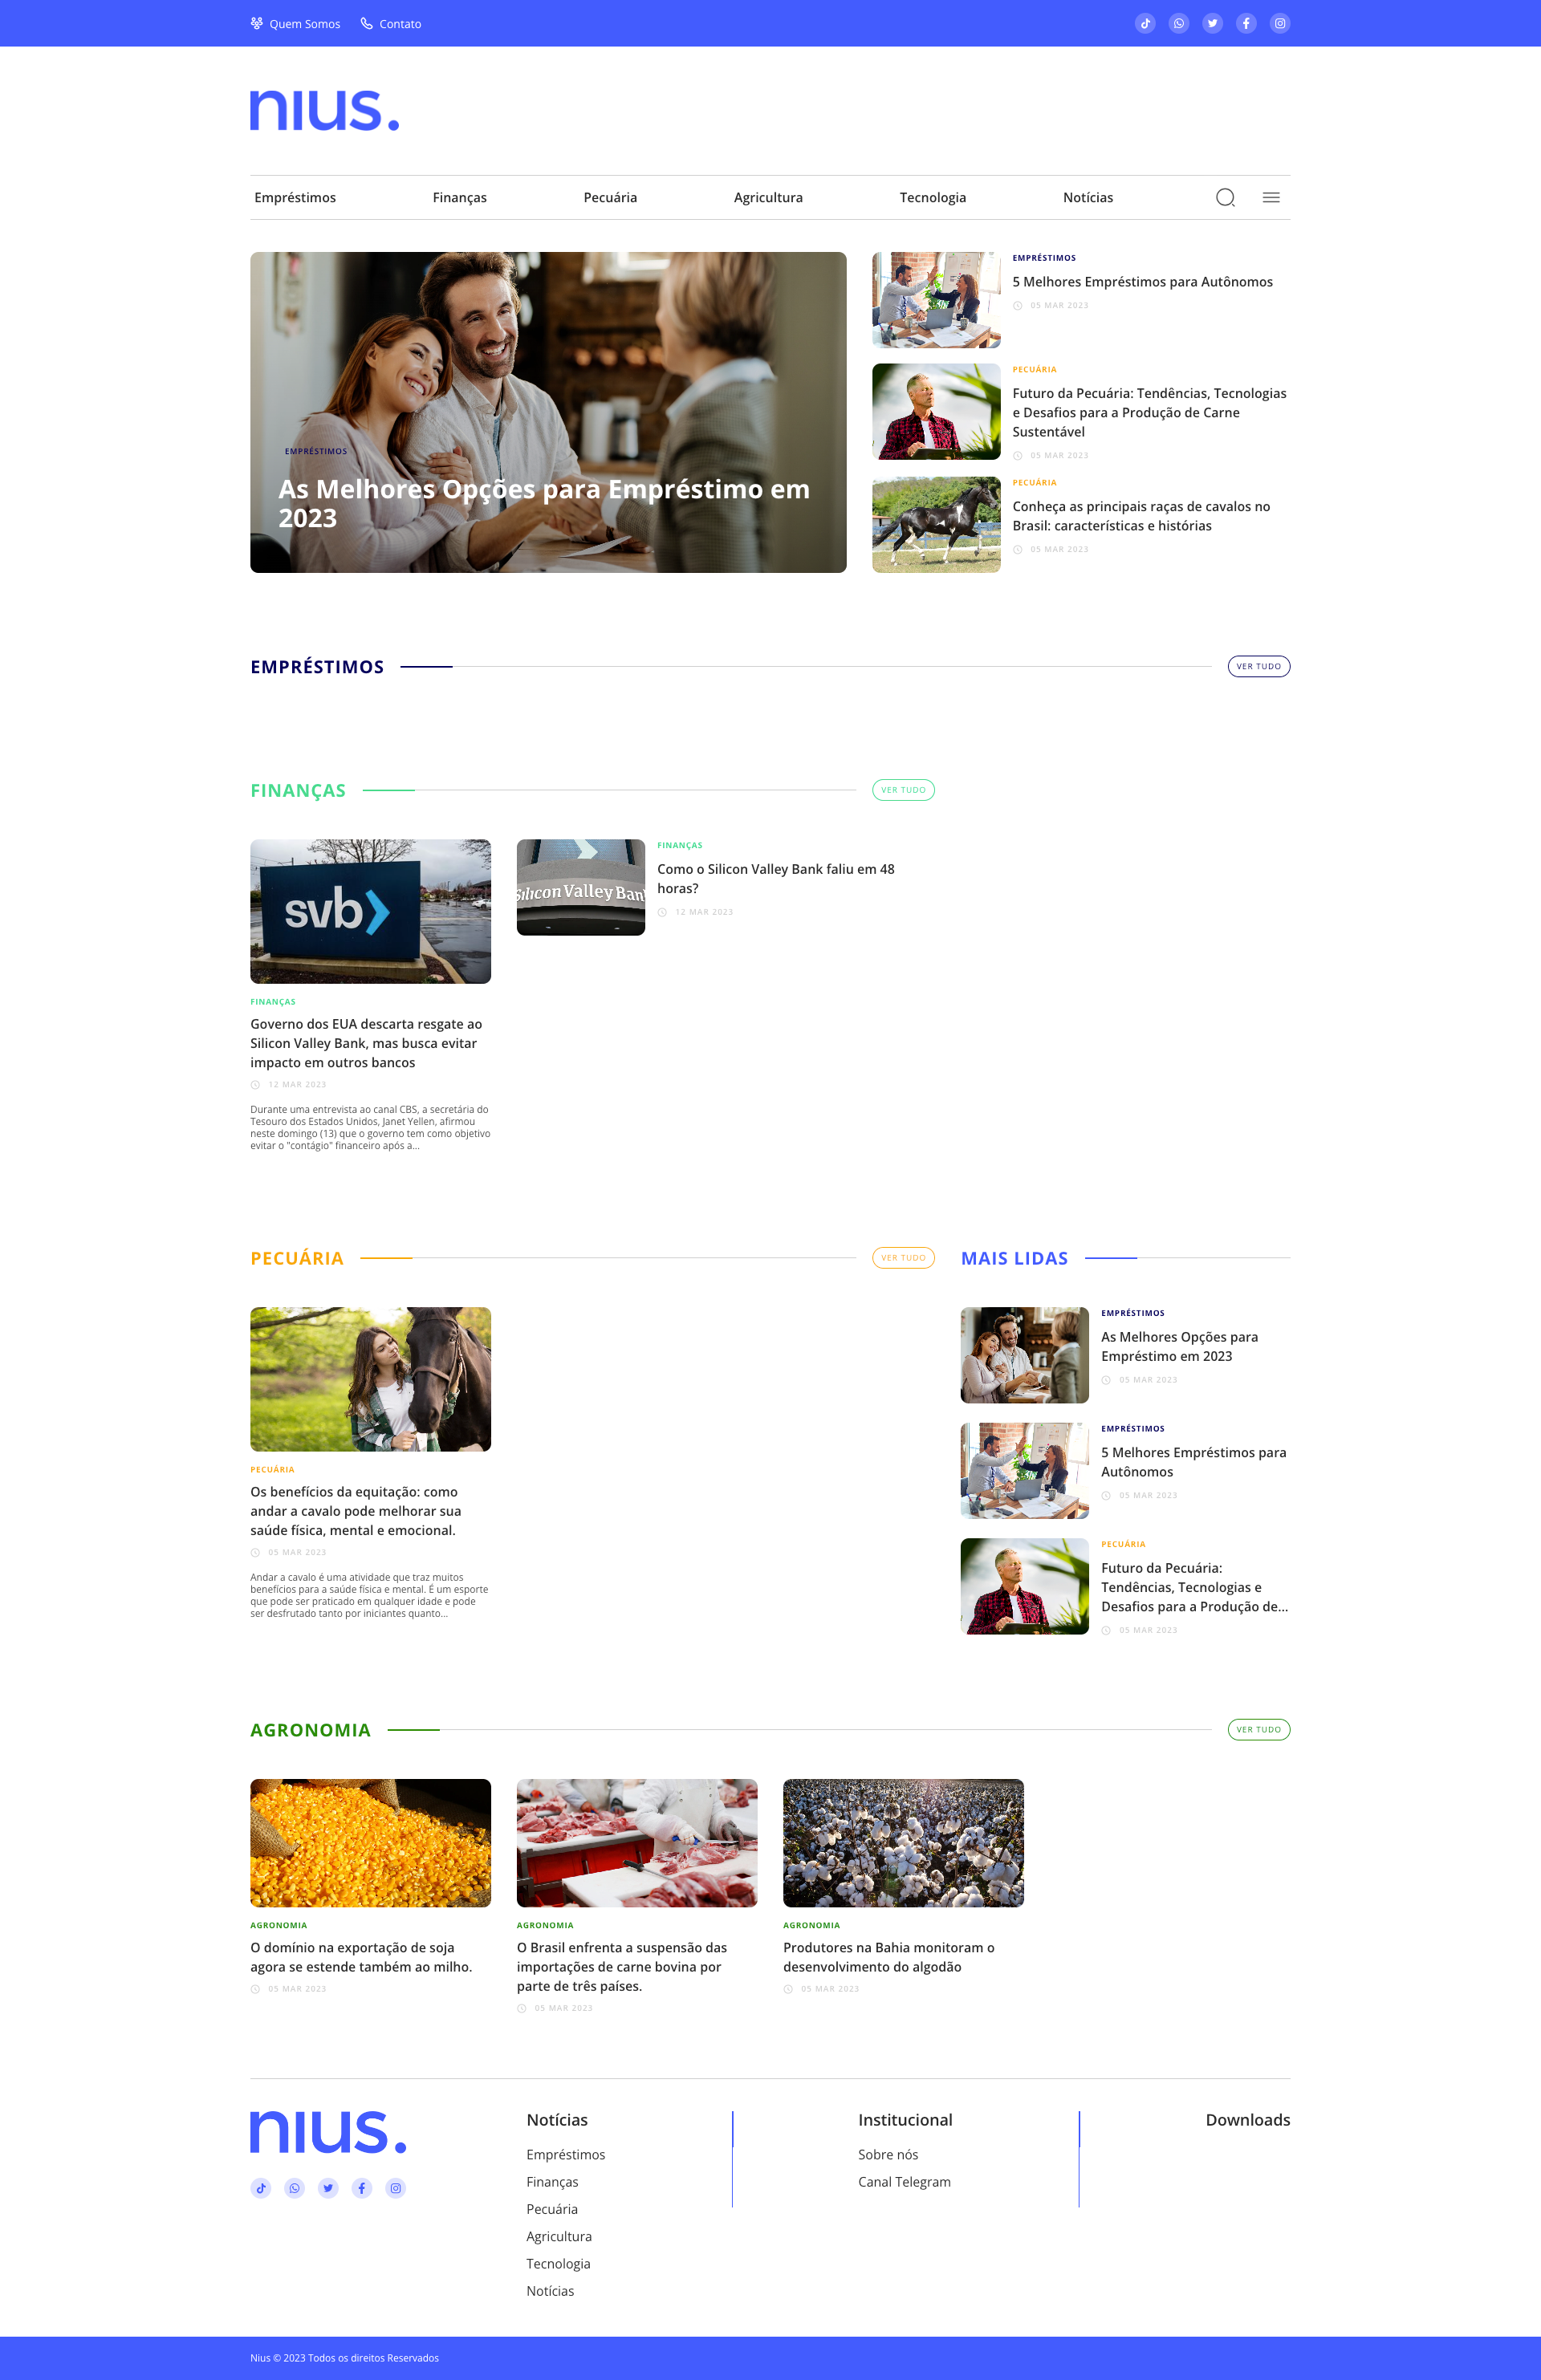 Quem Somos
Contato
nius.
Empréstimos
Finanças
Pecuária
Agricultura
Tecnologia
Notícias
EMPRÉSTIMOS
As Melhores Opções para Empréstimo em
2023
EMPRÉSTIMOS
5 Melhores Empréstimos para Autônomos
05 MAR 2023
PECUÁRIA
Futuro da Pecuária: Tendências, Tecnologias
e Desafios para a Produção de Carne
Sustentável
05 MAR 2023
PECUÁRIA
Conheça as principais raças de cavalos no
Brasil: características e histórias
05 MAR 2023
EMPRÉSTIMOS
VER TUDO
FINANÇAS
VER TUDO
svb
FINANÇAS
Governo dos EUA descarta resgate ao
Silicon Valley Bank, mas busca evitar
impacto em outros bancos
12 MAR 2023
Durante uma entrevista ao canal CBS, a secretária do
Tesouro dos Estados Unidos, Janet Yellen, afirmou
neste domingo (13) que o governo tem como objetivo
evitar o "contágio" financeiro após a...
Silicon Valley Bank
FINANÇAS
Como o Silicon Valley Bank faliu em 48
horas?
12 MAR 2023
PECUÁRIA
VER TUDO
PECUÁRIA
Os benefícios da equitação: como
andar a cavalo pode melhorar sua
saúde física, mental e emocional.
05 MAR 2023
Andar a cavalo é uma atividade que traz muitos
benefícios para a saúde física e mental. É um esporte
que pode ser praticado em qualquer idade e pode
ser desfrutado tanto por iniciantes quanto...
MAIS LIDAS
EMPRÉSTIMOS
As Melhores Opções para
Empréstimo em 2023
05 MAR 2023
EMPRÉSTIMOS
5 Melhores Empréstimos para
Autônomos
05 MAR 2023
PECUÁRIA
Futuro da Pecuária:
Tendências, Tecnologias e
Desafios para a Produção de...
05 MAR 2023
AGRONOMIA
VER TUDO
AGRONOMIA
O domínio na exportação de soja
agora se estende também ao milho.
05 MAR 2023
AGRONOMIA
O Brasil enfrenta a suspensão das
importações de carne bovina por
parte de três países.
05 MAR 2023
AGRONOMIA
Produtores na Bahia monitoram o
desenvolvimento do algodão
05 MAR 2023
nius.
Notícias
Empréstimos
Finanças
Pecuária
Agricultura
Tecnologia
Notícias
Institucional
Sobre nós
Canal Telegram
Downloads
Nius © 2023 Todos os direitos Reservados